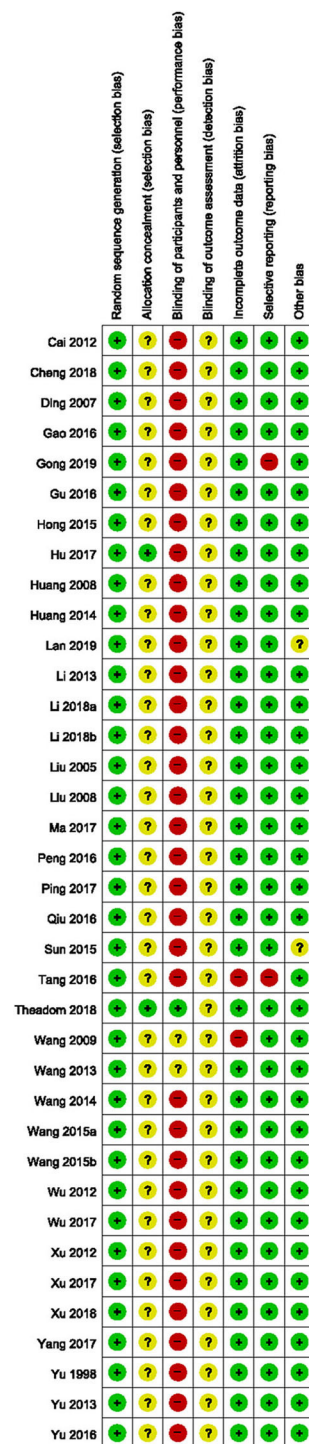 Random sequence generation (selection bias)
Allocation concealment (selection bias)
Blinding of participants and personnel (performance bias)
Blinding of outcome assessment (detection bias)
Incomplete outcome data (attrition bias)
Selective reporting (reporting bias)
Other bias
Cai 2012 + ? - ? + + +
Cheng 2018 + ? - ? + + +
Ding 2007 + ? - ? + + +
Gao 2016 + ? - ? + + +
Gong 2019 + ? - ? + - +
Gu 2016 + ? - ? + + +
Hong 2015 + ? - ? + + +
Hu 2017 + + - ? + + +
Huang 2008 + ? - ? + + +
Huang 2014 + ? - ? + + +
Lan 2019 + ? - ? + + ?
Li 2013 + ? - ? + + +
Li 2018a + ? - ? + + +
Li 2018b + ? - ? + + +
Liu 2005 + ? - ? + + +
Liu 2008 + ? - ? + + +
Ma 2017 + ? - ? + + +
Peng 2016 + ? - ? + + +
Ping 2017 + ? - ? + + +
Qiu 2016 + ? - ? + + +
Sun 2015 + ? - ? + + ?
Tang 2016 + ? - ? - - +
Theadom 2018 + + + ? + + +
Wang 2009 + ? ? ? - + +
Wang 2013 + ? ? ? + + +
Wang 2014 + ? - ? + + +
Wang 2015a + ? - ? + + +
Wang 2015b + ? - ? + + +
Wu 2012 + ? - ? + + +
Wu 2017 + ? - ? + + +
Xu 2012 + ? - ? + + +
Xu 2017 + ? - ? + + +
Xu 2018 + ? - ? + + +
Yang 2017 + ? - ? + + +
Yu 1998 + ? - ? + + +
Yu 2013 + ? - ? + + +
Yu 2016 + ? - ? + + +